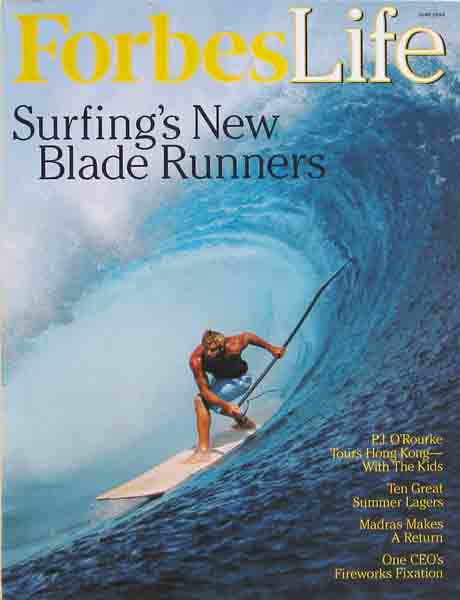 ForbesLife
Surfing's New
Blade Runners
P.J. O'Rourke
Tours Hong Kong—
With The Kids
Ten Great
Summer Lagers
Madras Makes
A Return
One CEO's
Fireworks Fixation